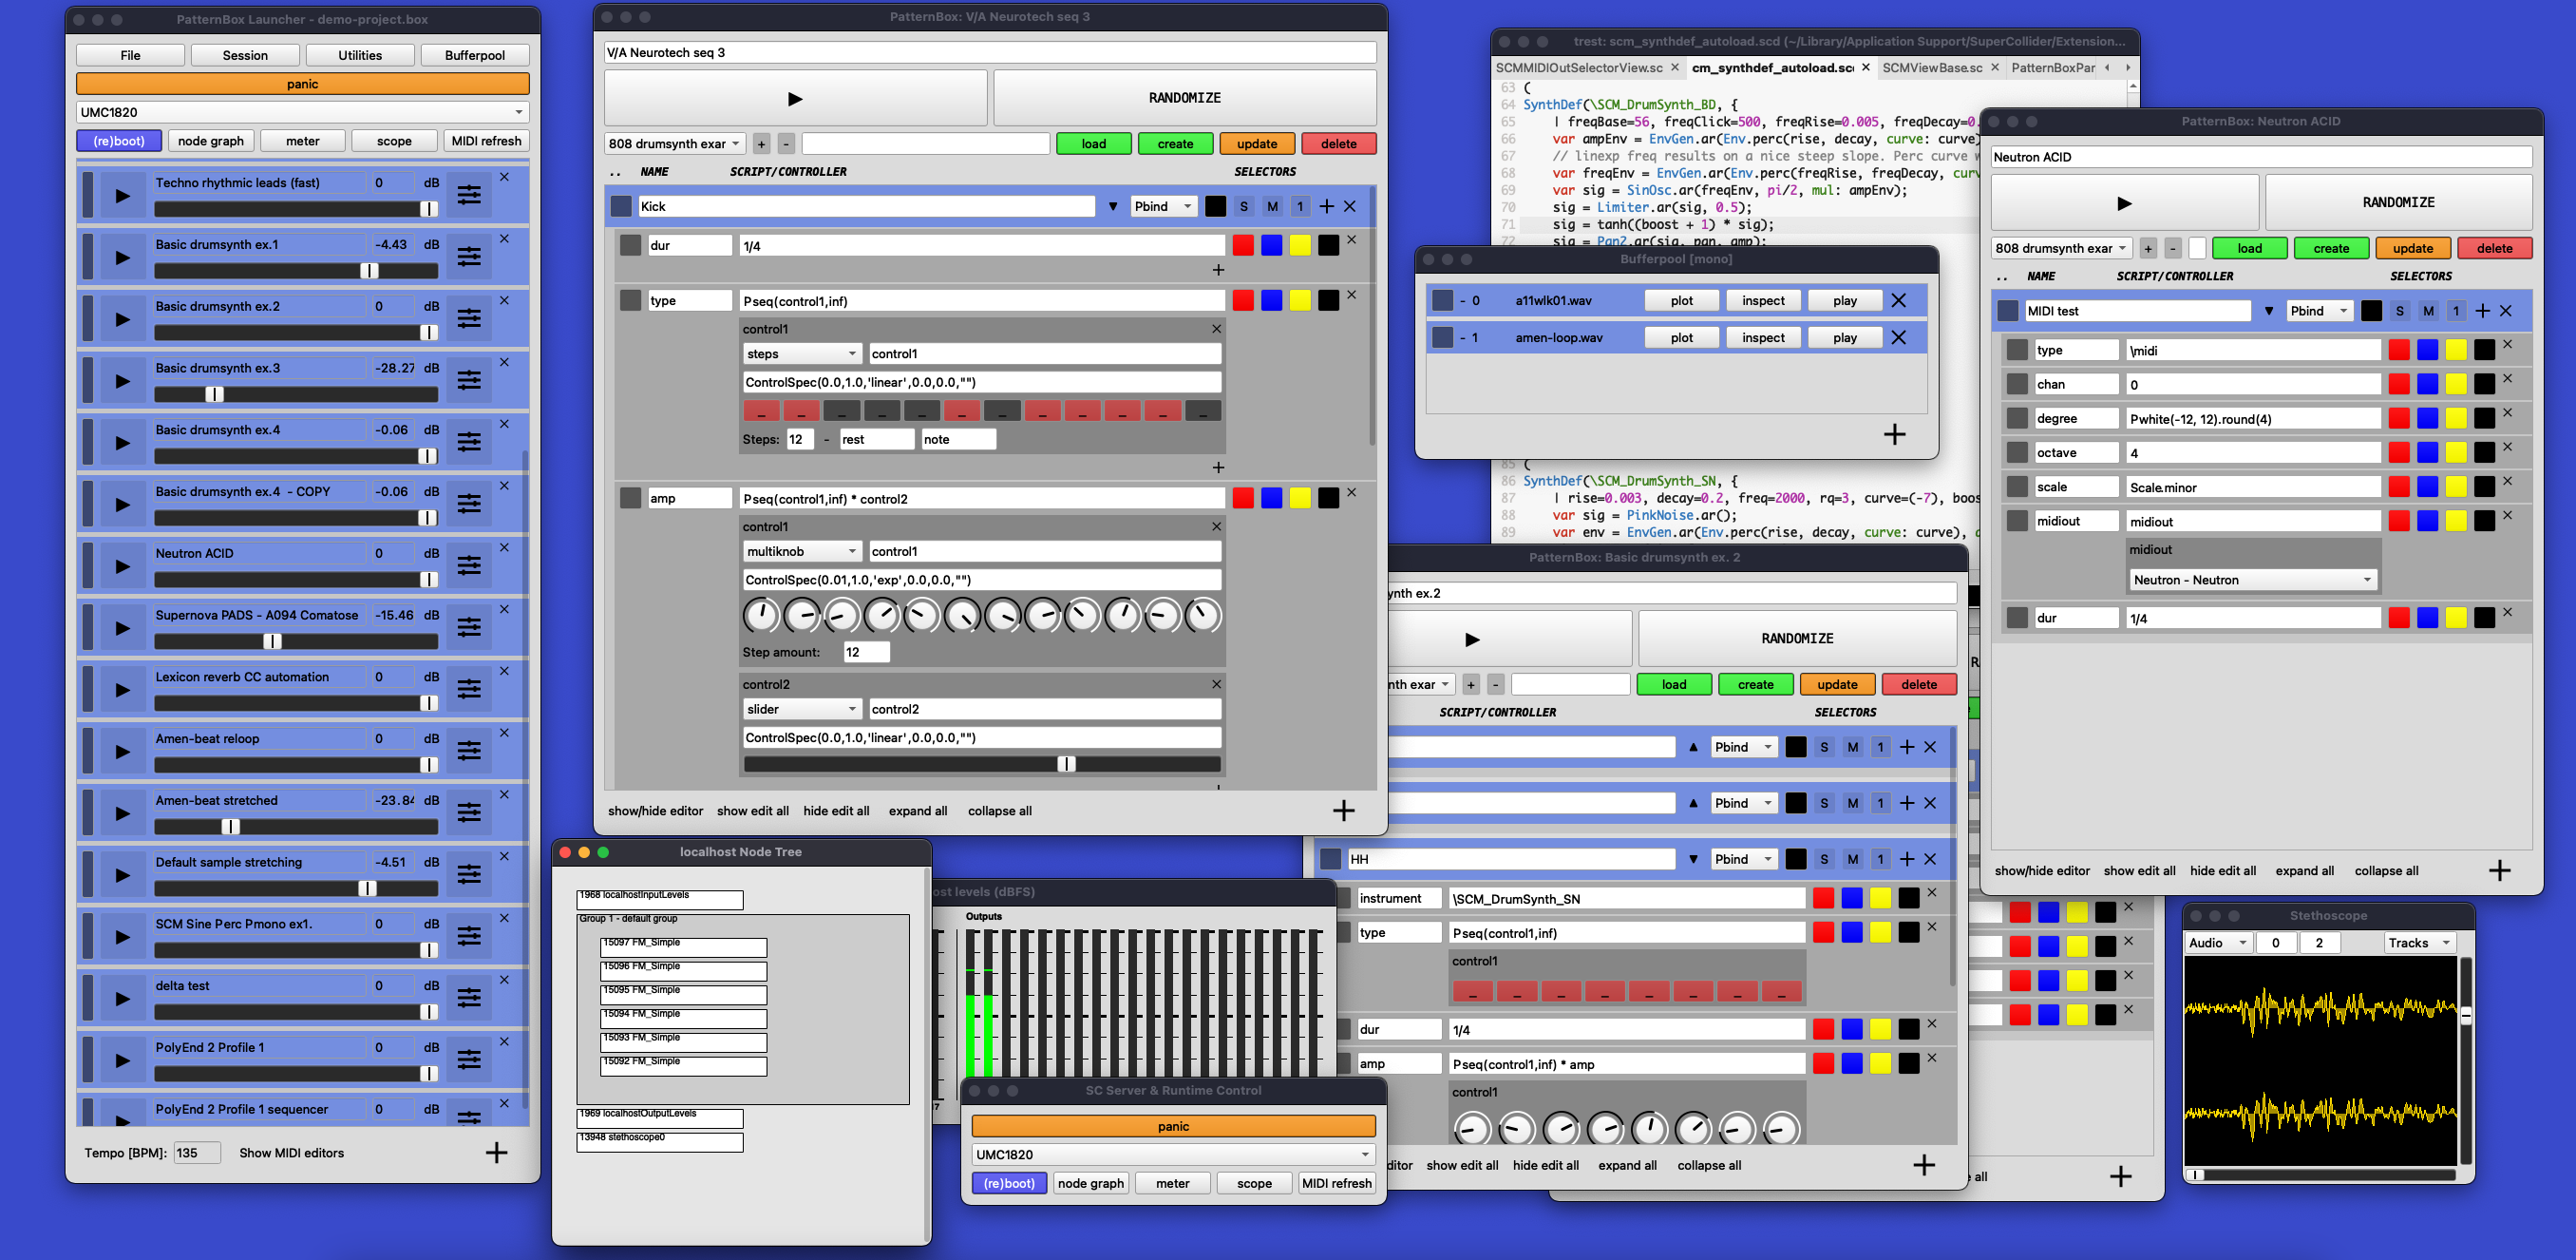 PatternBox Launcher - demo-project.box
File Session Utilities Bufferpool
panic
UMC1820
(re)boot) node graph meter scope MIDI refresh
Techno rhythmic leads (fast) 0 dB
Basic drumsynth ex.1 -4.43 dB
Basic drumsynth ex.2 0 dB
Basic drumsynth ex.3 -28.27 dB
Basic drumsynth ex.4 -0.06 dB
Basic drumsynth ex.4 - COPY -0.06 dB
Neutron ACID 0 dB
Supernova PADS - A094 Comatose -15.46 dB
Lexicon reverb CC automation 0 dB
Amen-beat reloop 0 dB
Amen-beat stretched -23.84 dB
Default sample stretching -4.51 dB
SCM Sine Perc Pmono ex1. 0 dB
delta test 0 dB
PolyEnd 2 Profile 1 0 dB
PolyEnd 2 Profile 1 sequencer 0 dB
Tempo [BPM]: 135 Show MIDI editors
PatternBox: V/A Neurotech seq 3
V/A Neurotech seq 3
RANDOMIZE
808 drumsynth exar + - load create update delete
.. NAME SCRIPT/CONTROLLER SELECTORS
Kick Pbind S M 1
dur 1/4
type Pseq(control1,inf)
control1
steps control1
ControlSpec(0.0,1.0,'linear',0.0,0.0,"")
Steps: 12 - rest note
amp Pseq(control1,inf) * control2
control1
multiknob control1
ControlSpec(0.01,1.0,'exp',0.0,0.0,"")
Step amount: 12
control2
slider control2
ControlSpec(0.0,1.0,'linear',0.0,0.0,"")
show/hide editor show edit all hide edit all expand all collapse all
localhost Node Tree
1968 localhostInputLevels
Group 1 - default group
15097 FM_Simple
15096 FM_Simple
15095 FM_Simple
15094 FM_Simple
15093 FM_Simple
15092 FM_Simple
1969 localhostOutputLevels
13948 stethoscope0
ost levels (dBFS)
Outputs
SC Server & Runtime Control
panic
UMC1820
(re)boot) node graph meter scope MIDI refresh
trest: scm_synthdef_autoload.scd (~/Library/Application Support/SuperCollider/Extension...
SCMMIDIOutSelectorView.sc cm_synthdef_autoload.sc SCMViewBase.sc PatternBoxPar
63 (
64 SynthDef(\SCM_DrumSynth_BD, {
65 | freqBase=56, freqClick=500, freqRise=0.005, freqDecay=0.
66 var ampEnv = EnvGen.ar(Env.perc(rise, decay, curve: curve)
67 // linexp freq results on a nice steep slope. Perc curve w
68 var freqEnv = EnvGen.ar(Env.perc(freqRise, freqDecay, curv
69 var sig = SinOsc.ar(freqEnv, pi/2, mul: ampEnv);
70 sig = Limiter.ar(sig, 0.5);
71 sig = tanh((boost + 1) * sig);
72 sig = Pan2.ar(sig, pan, amp);
Bufferpool [mono]
- 0 a11wlk01.wav plot inspect play
- 1 amen-loop.wav plot inspect play
85 (
86 SynthDef(\SCM_DrumSynth_SN, {
87 | rise=0.003, decay=0.2, freq=2000, rq=3, curve=(-7), boos
88 var sig = PinkNoise.ar();
89 var env = EnvGen.ar(Env.perc(rise, decay, curve: curve),
PatternBox: Basic drumsynth ex. 2
ynth ex.2
RANDOMIZE
nth exar + - load create update delete
SCRIPT/CONTROLLER SELECTORS
Pbind S M 1
Pbind S M 1
HH Pbind S M 1
instrument \SCM_DrumSynth_SN
type Pseq(control1,inf)
control1
dur 1/4
amp Pseq(control1,inf) * amp
control1
ditor show edit all hide edit all expand all collapse all
PatternBox: Neutron ACID
Neutron ACID
RANDOMIZE
808 drumsynth exar + - load create update delete
.. NAME SCRIPT/CONTROLLER SELECTORS
MIDI test Pbind S M 1
type \midi
chan 0
degree Pwhite(-12, 12).round(4)
octave 4
scale Scale.minor
midiout midiout
midiout
Neutron - Neutron
dur 1/4
show/hide editor show edit all hide edit all expand all collapse all
Stethoscope
Audio 0 2 Tracks
all